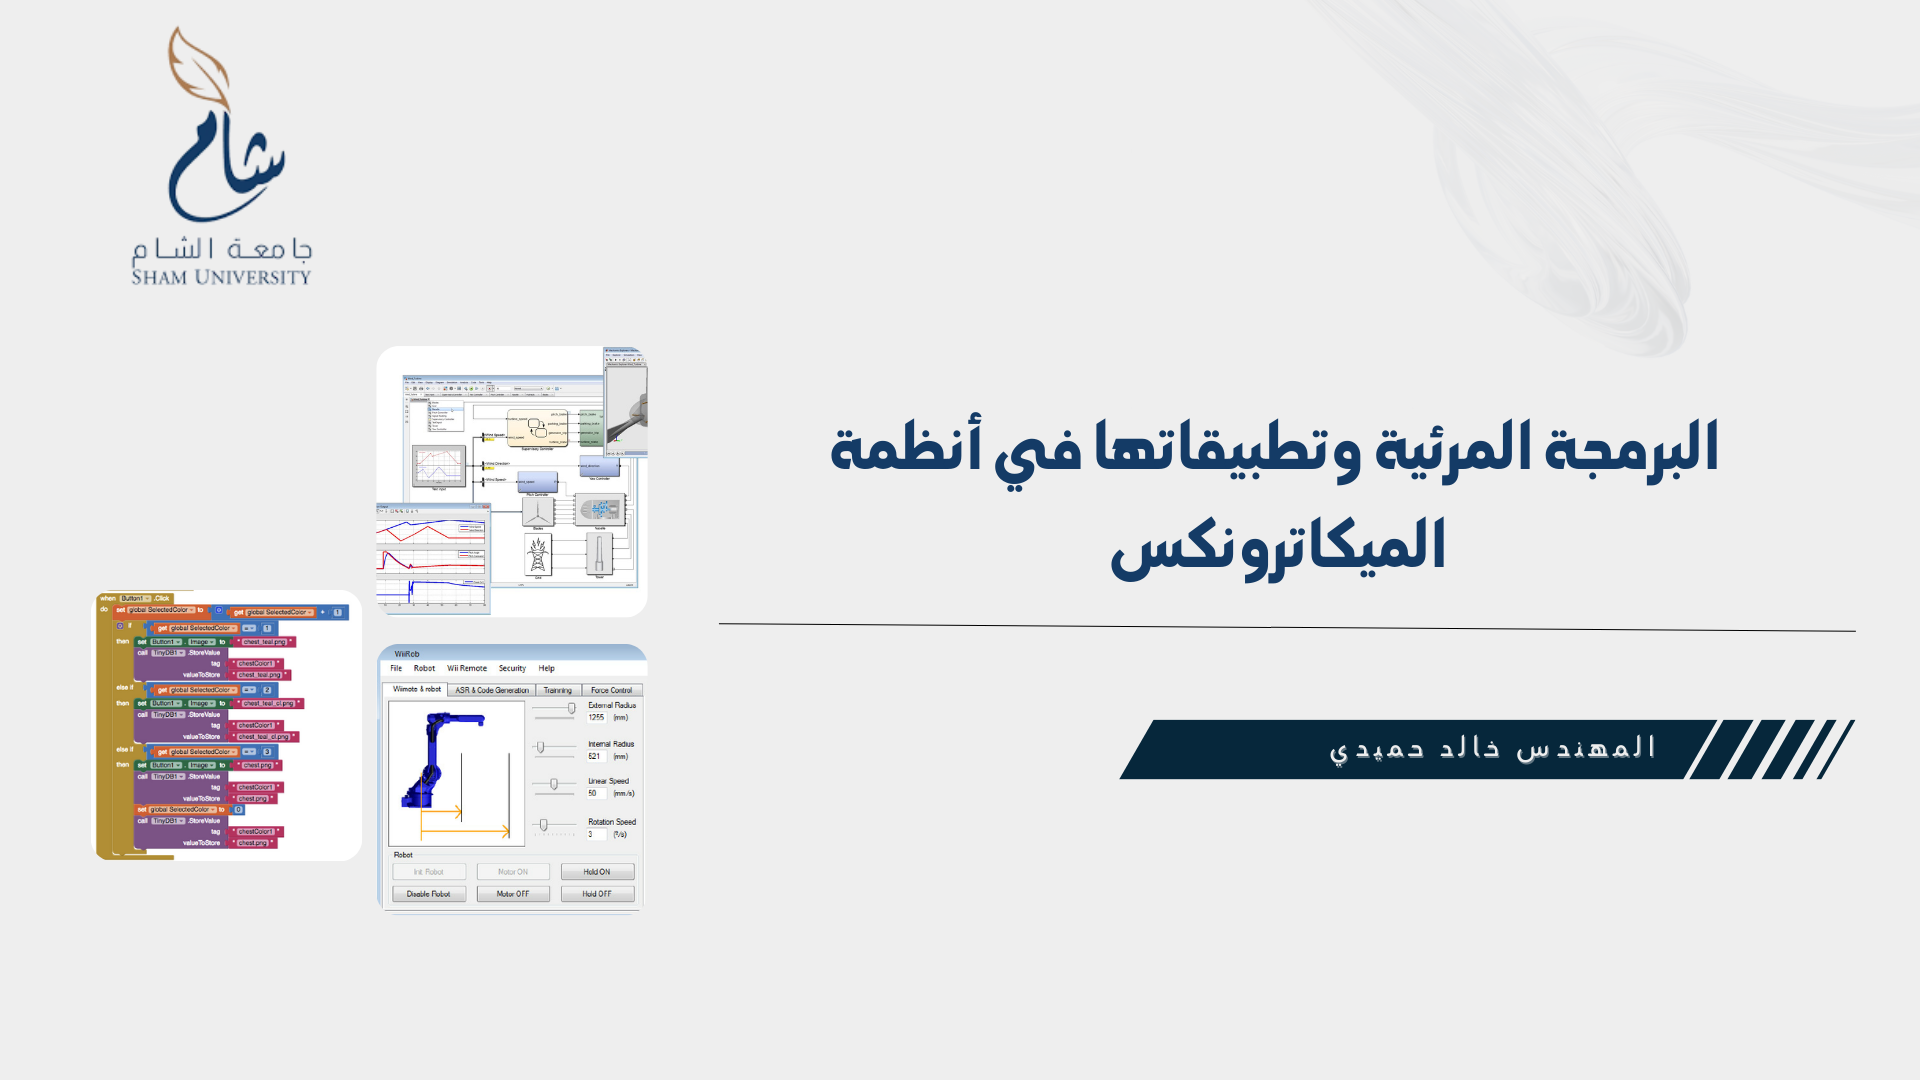 شام
جامعة الشام
SHAM UNIVERSITY
البرمجة المرئية وتطبيقاتها في أنظمة
الميكاترونكس
المهندس خالد حميدي
Supervisory Controller
Pitch Controller
when Button1 .Click
do set global SelectedColor to get global SelectedColor + 1
if get global SelectedColor = 1
then set Button1 . Image to " chest_teal.png "
call TinyDB1 .StoreValue
tag " chestColor1 "
valueToStore " chest_teal.png "
else if get global SelectedColor = 2
then set Button1 . Image to " chest_teal_cl.png "
call TinyDB1 .StoreValue
tag " chestColor1 "
valueToStore " chest_teal_cl.png "
else if get global SelectedColor = 3
then set Button1 . Image to " chest.png "
call TinyDB1 .StoreValue
tag " chestColor1 "
valueToStore " chest.png "
set global SelectedColor to 0
call TinyDB1 .StoreValue
tag " chestColor1 "
valueToStore " chest.png "
WiiRob
File Robot Wii Remote Security Help
Wiimote & robot ASR & Code Generation Trainning Force Control
External Radius
1255 (mm)
Internal Radius
521 (mm)
Linear Speed
50 (mm/s)
Rotation Speed
3 (º/s)
Robot
Init Robot Motor ON Hold ON
Disable Robot Motor OFF Hold OFF